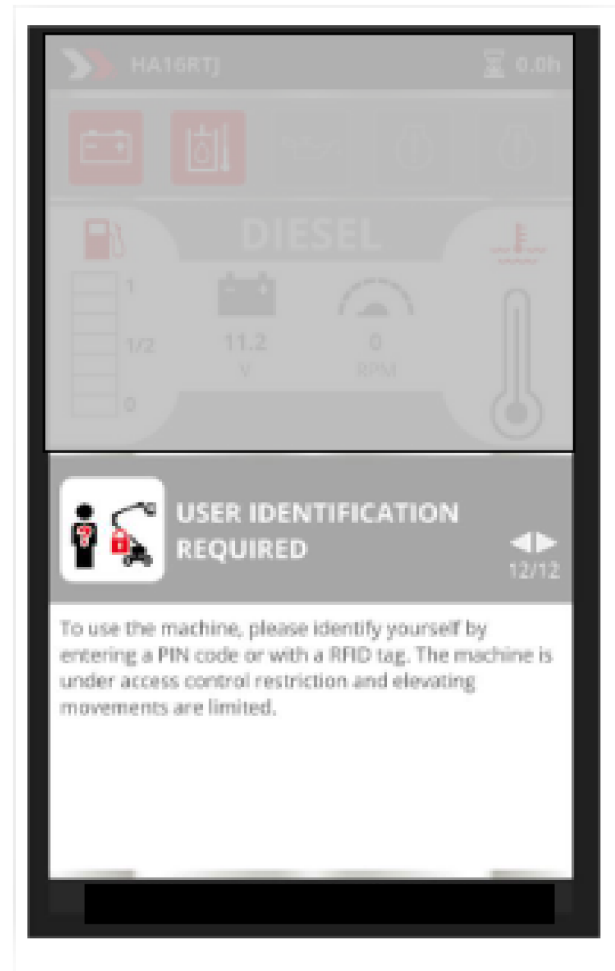 HA16RTJ
0.0h
DIESEL
1
1/2
0
11.2
V
0
RPM
USER IDENTIFICATION
REQUIRED
12/12
To use the machine, please identify yourself by
entering a PIN code or with a RFID tag. The machine is
under access control restriction and elevating
movements are limited.